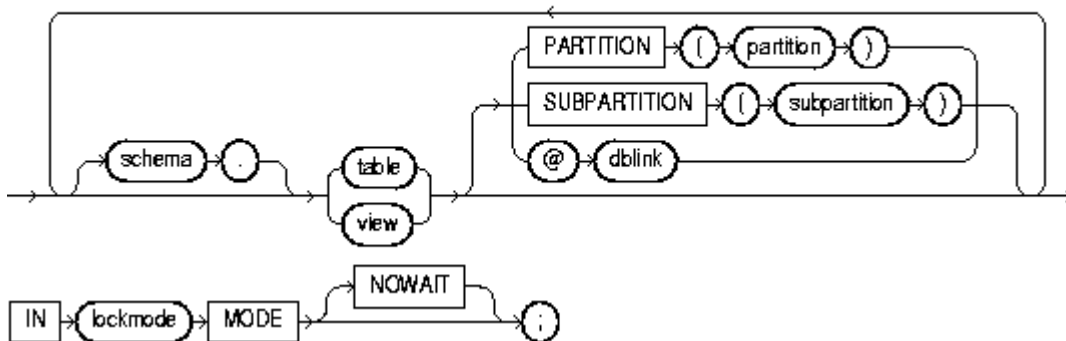 PARTITION ( partition )
SUBPARTITION ( subpartition )
@ dblink
schema .
table
view
NOWAIT
IN lockmode MODE ;